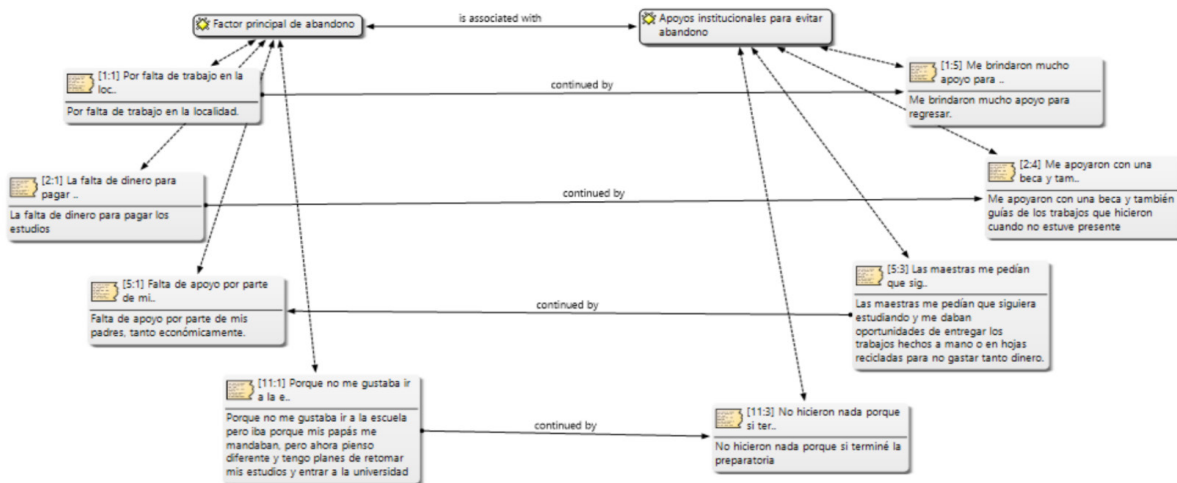 Factor principal de abandono
is associated with
Apoyos institucionales para evitar
abandono
[1:1] Por falta de trabajo en la
loc..
Por falta de trabajo en la localidad.
continued by
[1:5] Me brindaron mucho
apoyo para ..
Me brindaron mucho apoyo para
regresar.
[2:1] La falta de dinero para
pagar ..
La falta de dinero para pagar los
estudios
continued by
[2:4] Me apoyaron con una
beca y tam..
Me apoyaron con una beca y también
guías de los trabajos que hicieron
cuando no estuve presente
[5:1] Falta de apoyo por parte
de mi..
Falta de apoyo por parte de mis
padres, tanto económicamente.
continued by
[5:3] Las maestras me pedían
que sig..
Las maestras me pedían que siguiera
estudiando y me daban
oportunidades de entregar los
trabajos hechos a mano o en hojas
recicladas para no gastar tanto dinero.
[11:1] Porque no me gustaba ir
a la e..
Porque no me gustaba ir a la escuela
pero iba porque mis papás me
mandaban, pero ahora pienso
diferente y tengo planes de retomar
mis estudios y entrar a la universidad
continued by
[11:3] No hicieron nada porque
si ter..
No hicieron nada porque si terminé la
preparatoria